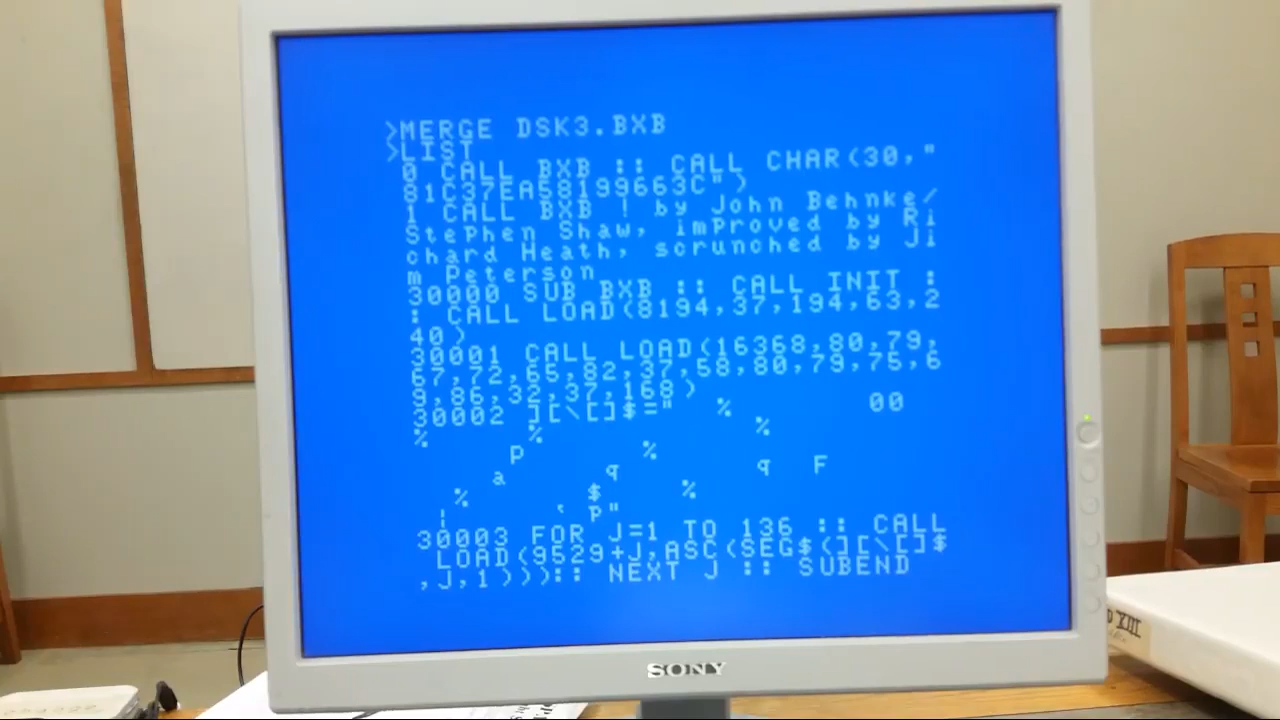 >MERGE DSK3.BXB
>LIST
0 CALL BXB :: CALL CHAR(30,"
81C37EA58199663C")
1 CALL BXB ! by John Behnke/
Stephen Shaw, improved by Ri
chard Heath, scrunched by Ji
m Peterson
30000 SUB BXB :: CALL INIT :
: CALL LOAD(8194,37,194,63,2
40)
30001 CALL LOAD(16368,80,79,
67,72,65,82,37,58,80,79,75,6
9,86,32,37,168)
30002 ][\[]$=" % 00
% % %
p %
a q q F
% $ %
¦ ` p"
30003 FOR J=1 TO 136 :: CALL
LOAD(9529+J,ASC(SEG$(][\[]$
,J,1))):: NEXT J :: SUBEND
SONY
XIII